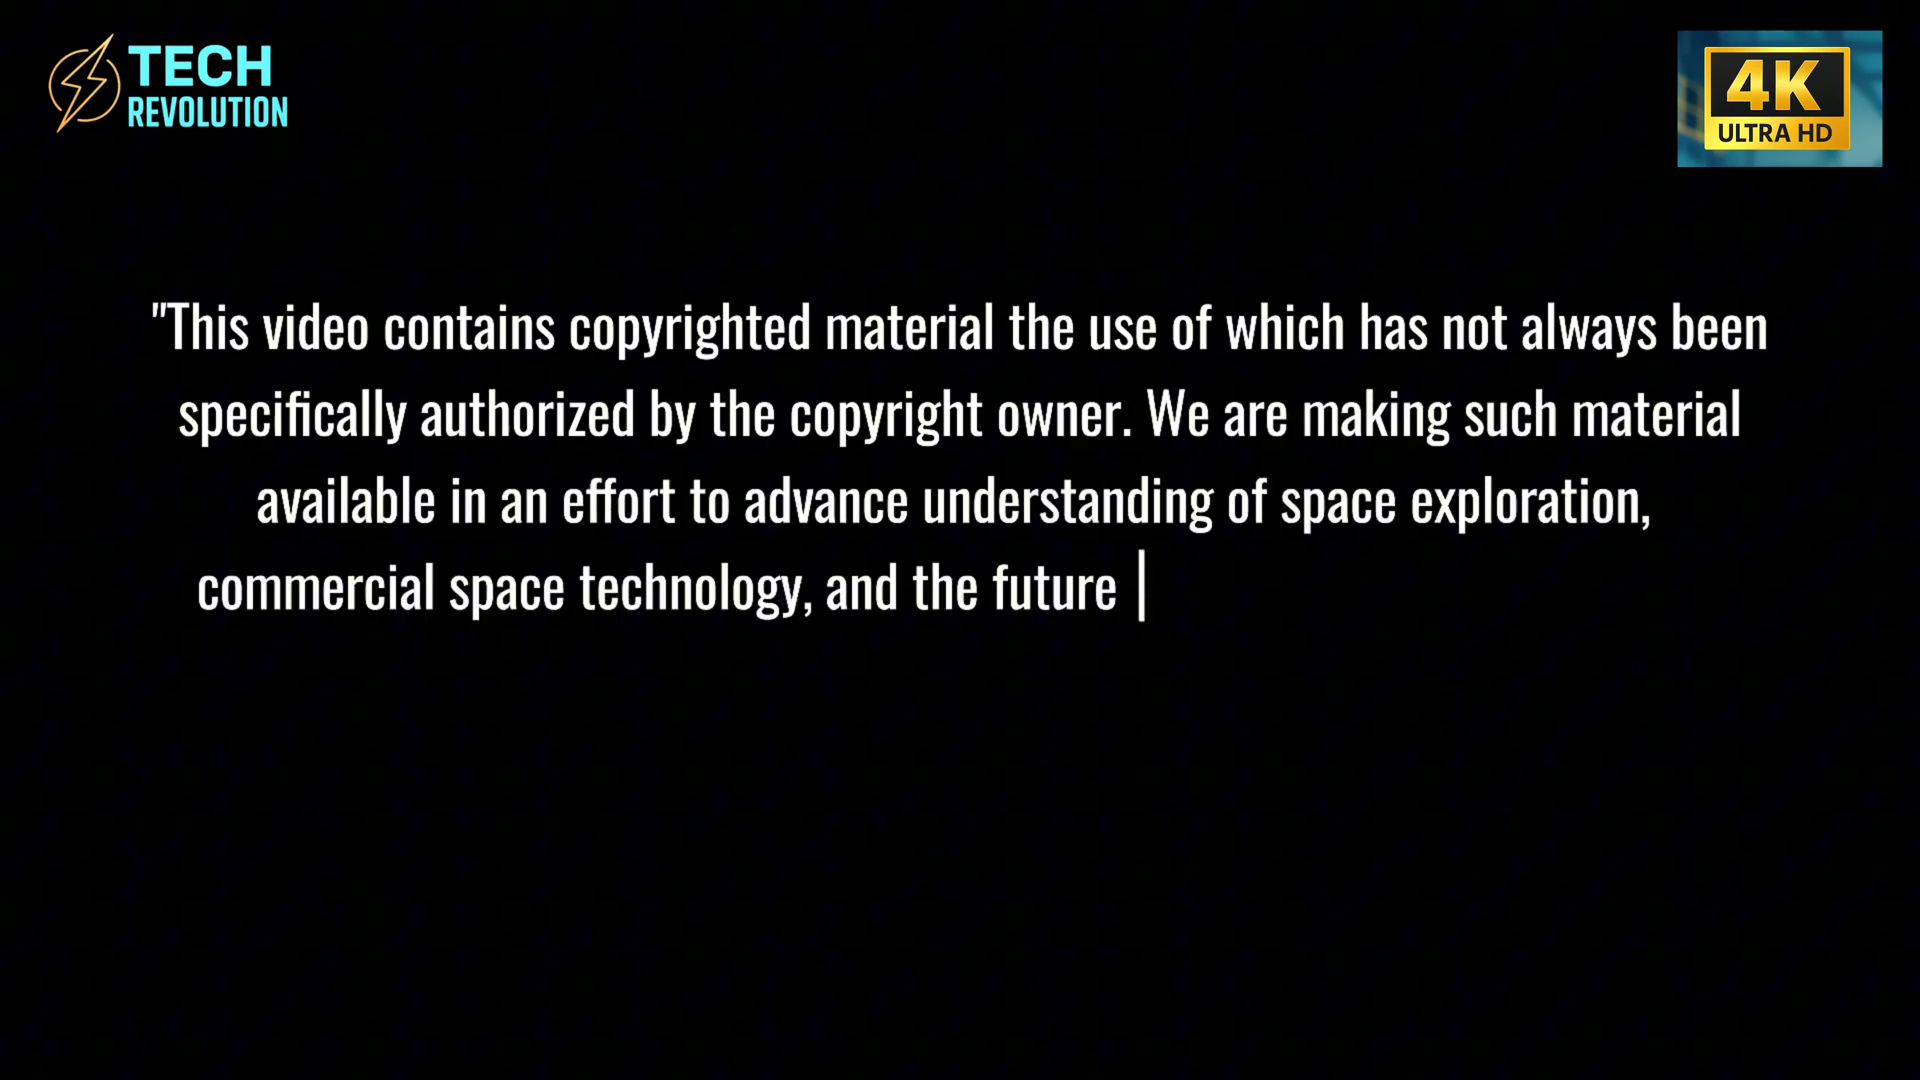 TECH
REVOLUTION
4K
ULTRA HD
"This video contains copyrighted material the use of which has not always been
specifically authorized by the copyright owner. We are making such material
available in an effort to advance understanding of space exploration,
commercial space technology, and the future